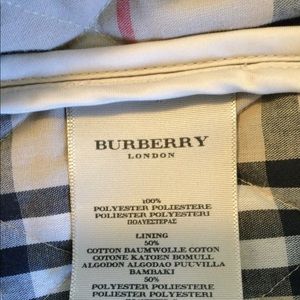 BURBERRY
LONDON
100%
POLYESTER POLIESTERE
POLIESTER POLYESTERI
ΠΟΛΥΕΣΤΕΡΑΣ
LINING
50%
COTTON BAUMWOLLE COTON
COTONE KATOEN BOMULL
ALGODON ALGODAO PUUVILLA
BAMBAKI
50%
POLYESTER POLIESTERE
POLIESTER POLYESTERI